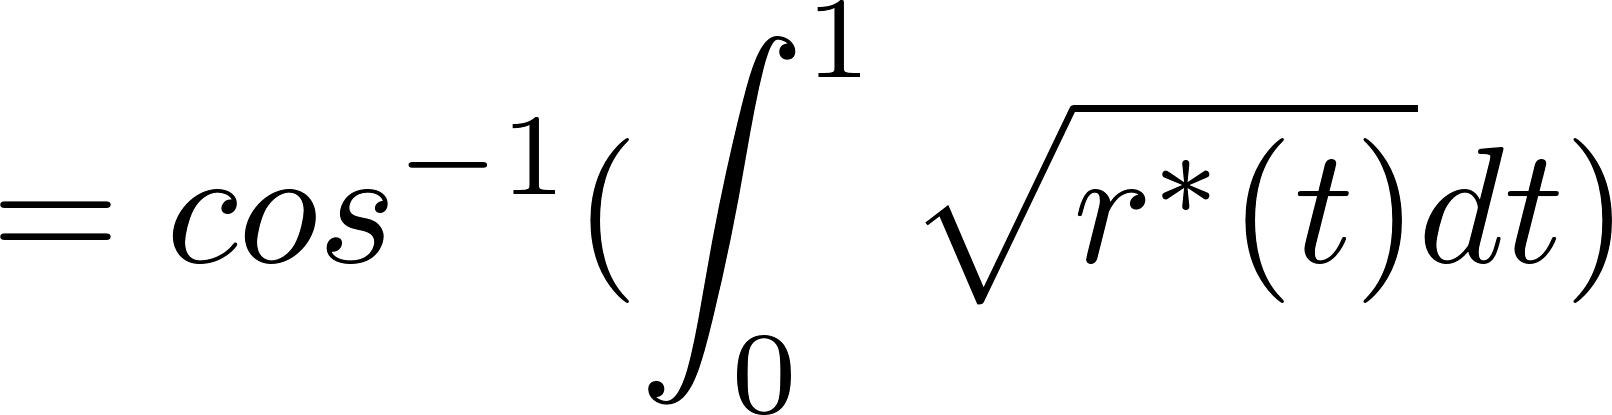 = cos^{-1}(\int_0^1 \sqrt{r^*(t)}dt)